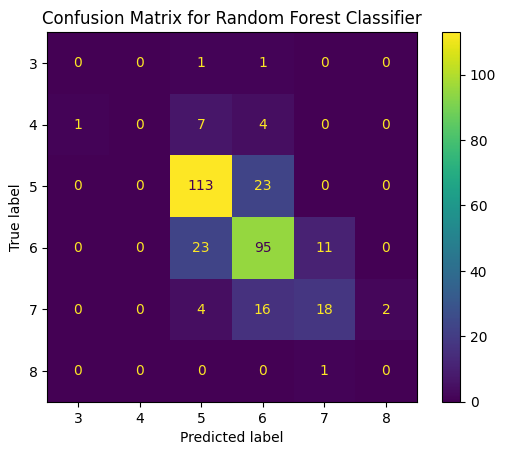 Confusion Matrix for Random Forest Classifier
3 0 0 1 1 0 0
4 1 0 7 4 0 0
5 0 0 113 23 0 0
6 0 0 23 95 11 0
7 0 0 4 16 18 2
8 0 0 0 0 1 0
3 4 5 6 7 8
Predicted label
True label
100
80
60
40
20
0